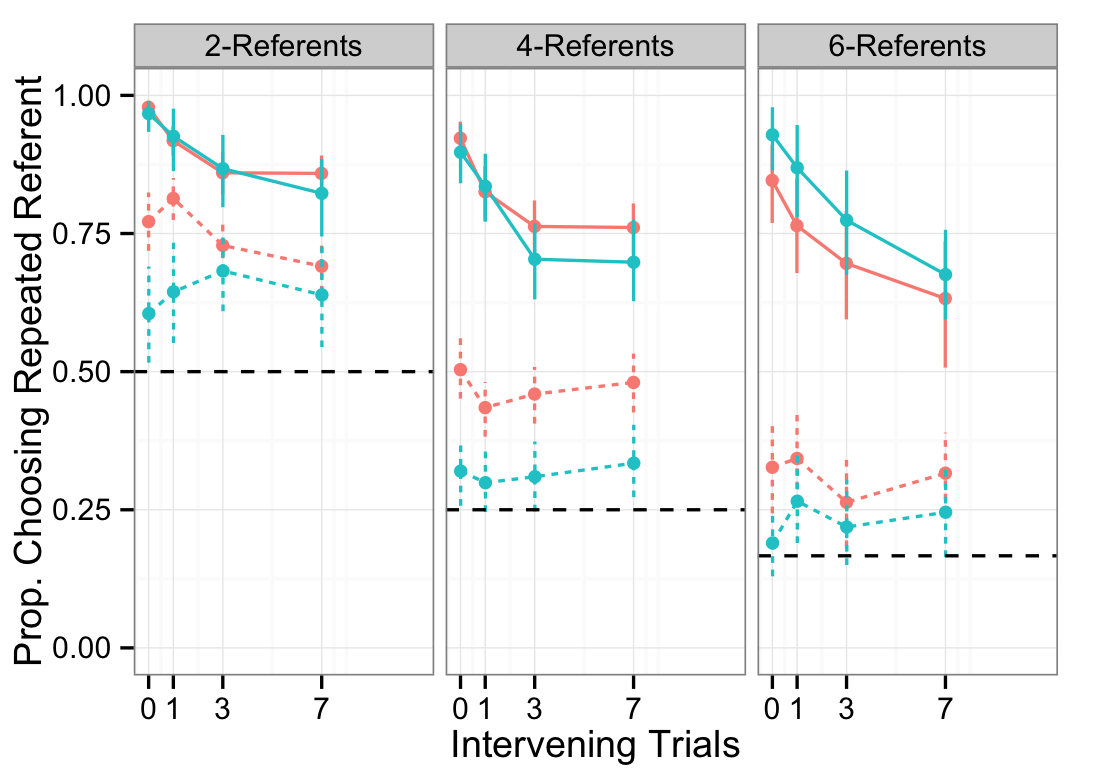 2-Referents 4-Referents 6-Referents
Prop. Choosing Repeated Referent
1.00
0.75
0.50
0.25
0.00
0 1 3 7 0 1 3 7 0 1 3 7
Intervening Trials